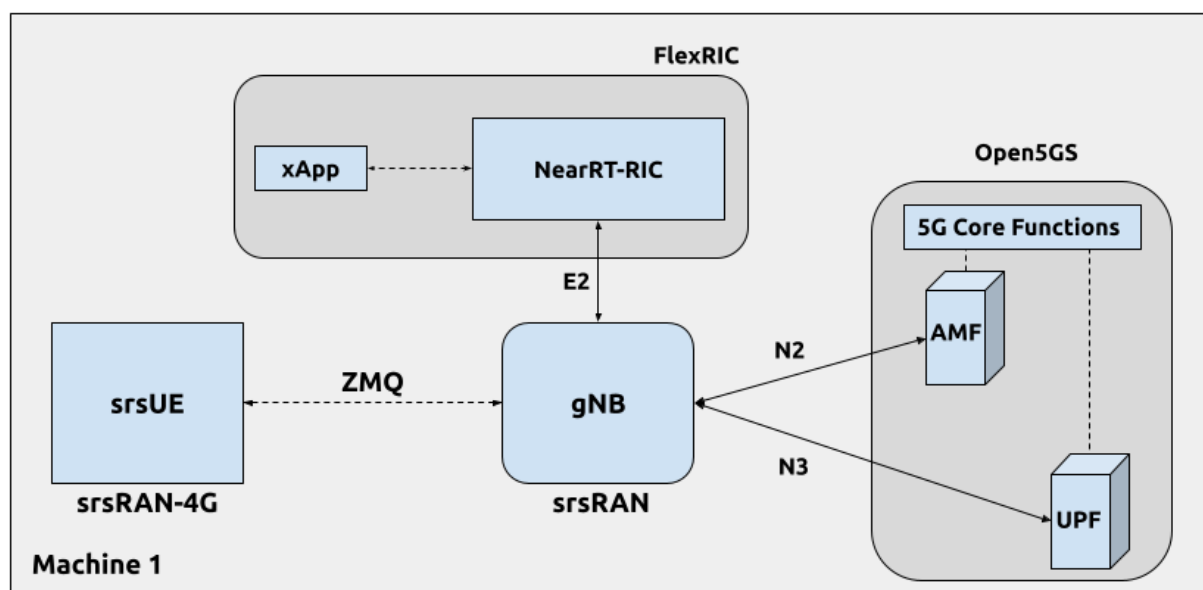 FlexRIC
xApp
NearRT-RIC
Open5GS
5G Core Functions
E2
AMF
N2
ZMQ
srsUE
gNB
N3
srsRAN-4G
srsRAN
UPF
Machine 1